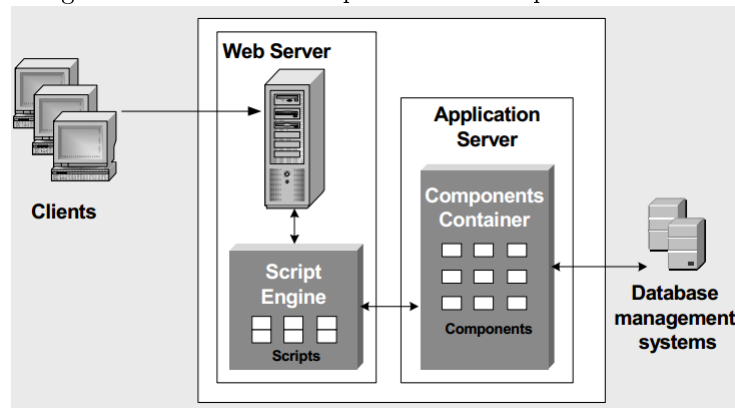 Web Server
Clients
Script
Engine
Scripts
Application
Server
Components
Container
Components
Database
management
systems